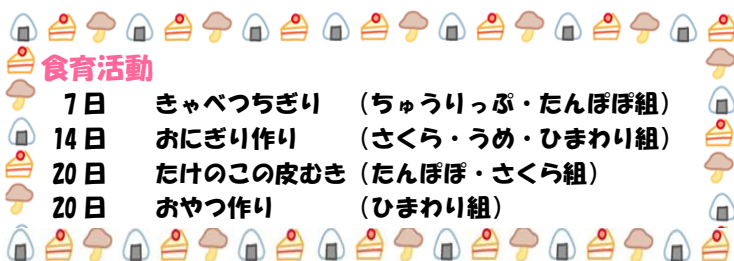 食育活動
7日 きゃべつちぎり (ちゅうりっぷ・たんぽぽ組)
14日 おにぎり作り (さくら・うめ・ひまわり組)
20日 たけのこの皮むき(たんぽぽ・さくら組)
20日 おやつ作り (ひまわり組)